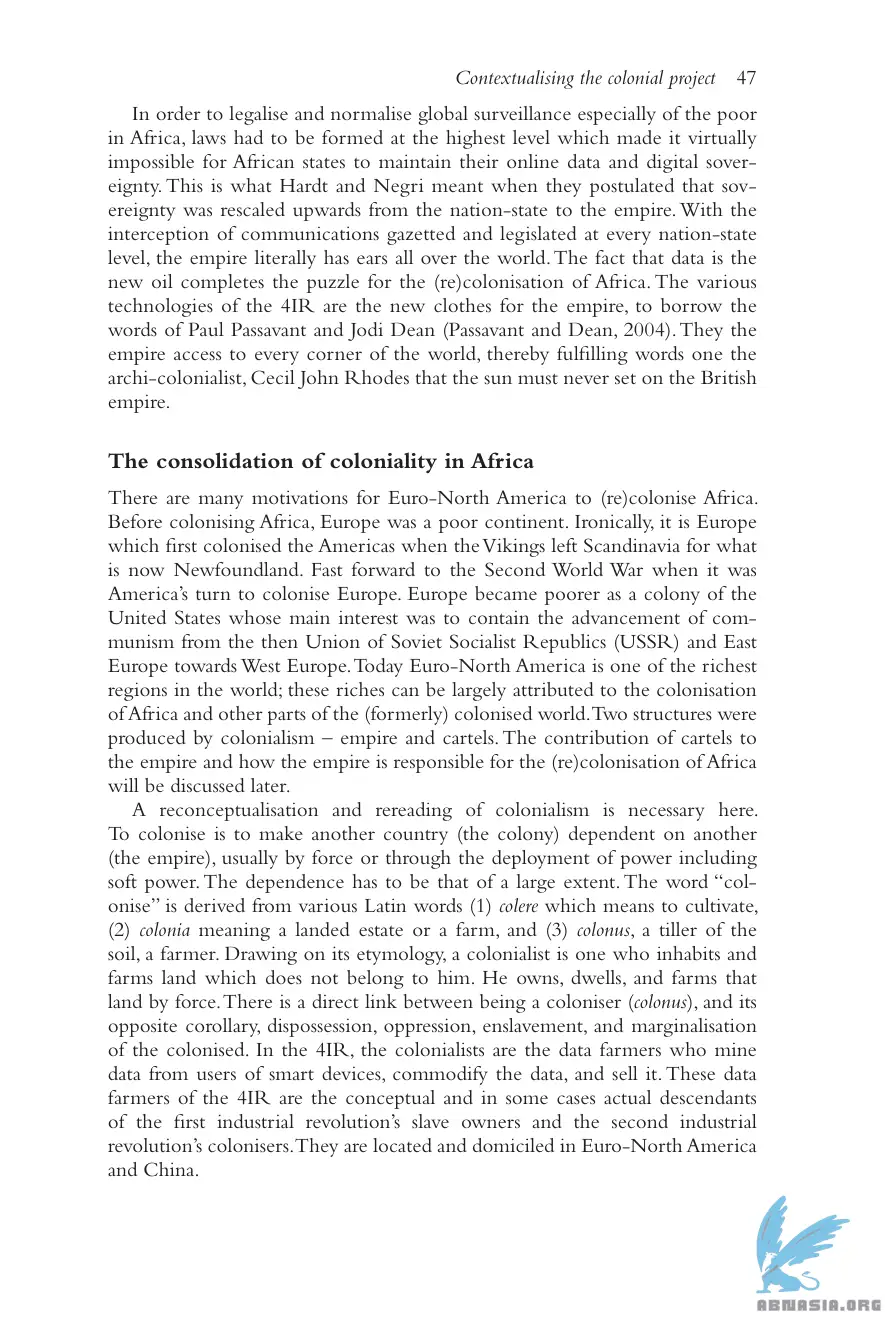 Contextualising the colonial project 47
In order to legalise and normalise global surveillance especially of the poor
in Africa, laws had to be formed at the highest level which made it virtually
impossible for African states to maintain their online data and digital sover-
eignty. This is what Hardt and Negri meant when they postulated that sov-
ereignty was rescaled upwards from the nation-state to the empire. With the
interception of communications gazetted and legislated at every nation-state
level, the empire literally has ears all over the world. The fact that data is the
new oil completes the puzzle for the (re)colonisation of Africa. The various
technologies of the 4IR are the new clothes for the empire, to borrow the
words of Paul Passavant and Jodi Dean (Passavant and Dean, 2004). They the
empire access to every corner of the world, thereby fulfilling words one the
archi-colonialist, Cecil John Rhodes that the sun must never set on the British
empire.
The consolidation of coloniality in Africa
There are many motivations for Euro-North America to (re)colonise Africa.
Before colonising Africa, Europe was a poor continent. Ironically, it is Europe
which first colonised the Americas when the Vikings left Scandinavia for what
is now Newfoundland. Fast forward to the Second World War when it was
America's turn to colonise Europe. Europe became poorer as a colony of the
United States whose main interest was to contain the advancement of com-
munism from the then Union of Soviet Socialist Republics (USSR) and East
Europe towards West Europe. Today Euro-North America is one of the richest
regions in the world; these riches can be largely attributed to the colonisation
of Africa and other parts of the (formerly) colonised world. Two structures were
produced by colonialism – empire and cartels. The contribution of cartels to
the empire and how the empire is responsible for the (re)colonisation of Africa
will be discussed later.
A reconceptualisation and rereading of colonialism is necessary here.
To colonise is to make another country (the colony) dependent on another
(the empire), usually by force or through the deployment of power including
soft power. The dependence has to be that of a large extent. The word “col-
onise” is derived from various Latin words (1) colere which means to cultivate,
(2) colonia meaning a landed estate or a farm, and (3) colonus, a tiller of the
soil, a farmer. Drawing on its etymology, a colonialist is one who inhabits and
farms land which does not belong to him. He owns, dwells, and farms that
land by force. There is a direct link between being a coloniser (colonus), and its
opposite corollary, dispossession, oppression, enslavement, and marginalisation
of the colonised. In the 4IR, the colonialists are the data farmers who mine
data from users of smart devices, commodify the data, and sell it. These data
farmers of the 4IR are the conceptual and in some cases actual descendants
of the first industrial revolution's slave owners and the second industrial
revolution's colonisers. They are located and domiciled in Euro-North America
and China.
ABNASIA.ORG